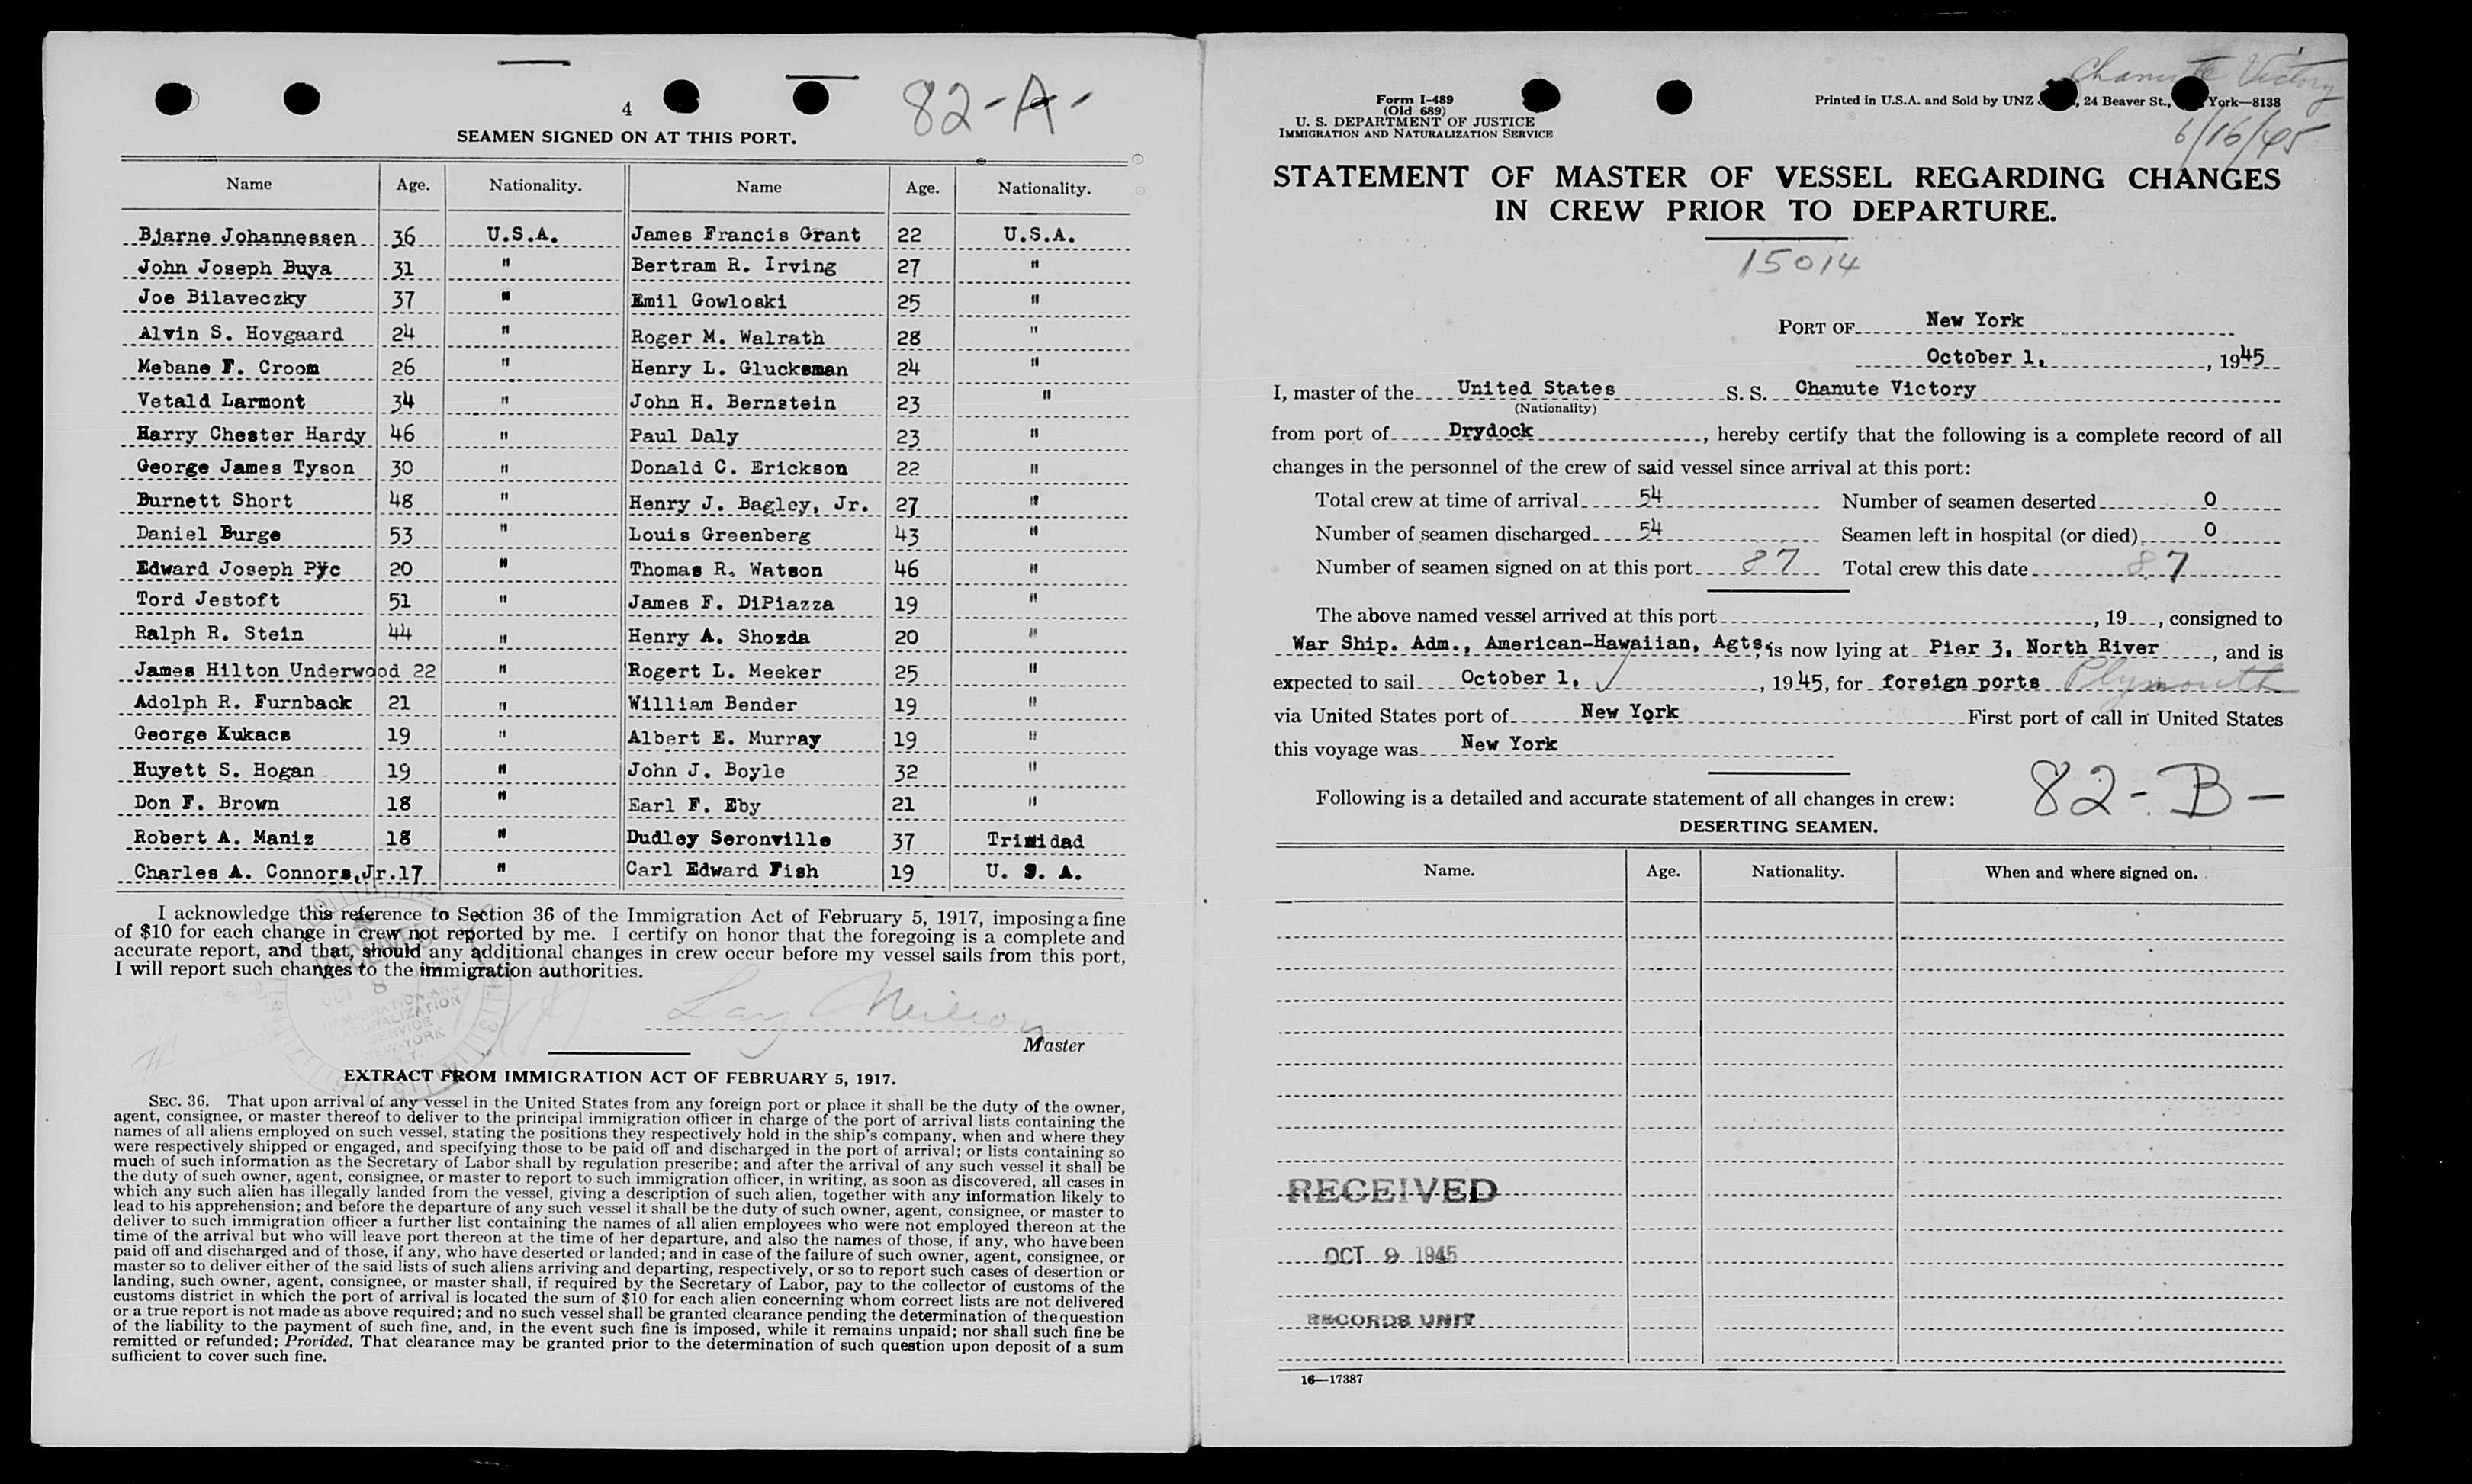 4
82-A-
SEAMEN SIGNED ON AT THIS PORT.
Name Age. Nationality. Name Age. Nationality.
Bjarne Johannessen 36 U.S.A. James Francis Grant 22 U.S.A.
John Joseph Buya 31 " Bertram R. Irving 27 "
Joe Bilaveczky 37 " Emil Gowloski 25 "
Alvin S. Hovgaard 24 " Roger M. Walrath 28 "
Mebane F. Croom 26 " Henry L. Glucksman 24 "
Vetald Larmont 34 " John H. Bernstein 23 "
Harry Chester Hardy 46 " Paul Daly 23 "
George James Tyson 30 " Donald C. Erickson 22 "
Burnett Short 48 " Henry J. Bagley, Jr. 27 "
Daniel Burge 53 " Louis Greenberg 43 "
Edward Joseph Pyc 20 " Thomas R. Watson 46 "
Tord Jestoft 51 " James F. DiPiazza 19 "
Ralph R. Stein 44 " Henry A. Shozda 20 "
James Hilton Underwood 22 " Rogert L. Meeker 25 "
Adolph R. Furnback 21 " William Bender 19 "
George Kukacs 19 " Albert E. Murray 19 "
Huyett S. Hogan 19 " John J. Boyle 32 "
Don F. Brown 18 " Earl F. Eby 21 "
Robert A. Maniz 18 " Dudley Seronville 37 Trinidad
Charles A. Connors,Jr. 17 " Carl Edward Fish 19 U. S. A.
I acknowledge this reference to Section 36 of the Immigration Act of February 5, 1917, imposing a fine
of $10 for each change in crew not reported by me. I certify on honor that the foregoing is a complete and
accurate report, and that, should any additional changes in crew occur before my vessel sails from this port,
I will report such changes to the immigration authorities.
OCT 8
IMMIGRATION AND
NATURALIZATION
SERVICE
NEW YORK
Master
EXTRACT FROM IMMIGRATION ACT OF FEBRUARY 5, 1917.
SEC. 36. That upon arrival of any vessel in the United States from any foreign port or place it shall be the duty of the owner,
agent, consignee, or master thereof to deliver to the principal immigration officer in charge of the port of arrival lists containing the
names of all aliens employed on such vessel, stating the positions they respectively hold in the ship's company, when and where they
were respectively shipped or engaged, and specifying those to be paid off and discharged in the port of arrival; or lists containing so
much of such information as the Secretary of Labor shall by regulation prescribe; and after the arrival of any such vessel it shall be
the duty of such owner, agent, consignee, or master to report to such immigration officer, in writing, as soon as discovered, all cases in
which any such alien has illegally landed from the vessel, giving a description of such alien, together with any information likely to
lead to his apprehension; and before the departure of any such vessel it shall be the duty of such owner, agent, consignee, or master to
deliver to such immigration officer a further list containing the names of all alien employees who were not employed thereon at the
time of the arrival but who will leave port thereon at the time of her departure, and also the names of those, if any, who have been
paid off and discharged and of those, if any, who have deserted or landed; and in case of the failure of such owner, agent, consignee, or
master so to deliver either of the said lists of such aliens arriving and departing, respectively, or so to report such cases of desertion or
landing, such owner, agent, consignee, or master shall, if required by the Secretary of Labor, pay to the collector of customs of the
customs district in which the port of arrival is located the sum of $10 for each alien concerning whom correct lists are not delivered
or a true report is not made as above required; and no such vessel shall be granted clearance pending the determination of the question
of the liability to the payment of such fine, and, in the event such fine is imposed, while it remains unpaid; nor shall such fine be
remitted or refunded; Provided, That clearance may be granted prior to the determination of such question upon deposit of a sum
sufficient to cover such fine.
Chanute Victory
6/16/45
Form I-489
(Old 689)
U. S. DEPARTMENT OF JUSTICE
IMMIGRATION AND NATURALIZATION SERVICE
Printed in U.S.A. and Sold by UNZ , 24 Beaver St., York—8138
STATEMENT OF MASTER OF VESSEL REGARDING CHANGES
IN CREW PRIOR TO DEPARTURE.
15014
PORT OF New York
October 1, , 1945
I, master of the United States S. S. Chanute Victory
(Nationality)
from port of Drydock , hereby certify that the following is a complete record of all
changes in the personnel of the crew of said vessel since arrival at this port:
Total crew at time of arrival 54 Number of seamen deserted 0
Number of seamen discharged 54 Seamen left in hospital (or died) 0
Number of seamen signed on at this port 87 Total crew this date 87
The above named vessel arrived at this port , 19 , consigned to
War Ship. Adm., American-Hawaiian, Agts, is now lying at Pier 3, North River , and is
expected to sail October 1, , 1945, for foreign ports Plymouth
via United States port of New York First port of call in United States
this voyage was New York
82-B-
Following is a detailed and accurate statement of all changes in crew:
DESERTING SEAMEN.
Name. Age. Nationality. When and where signed on.
RECEIVED
OCT 9 1945
RECORDS UNIT
16—17387